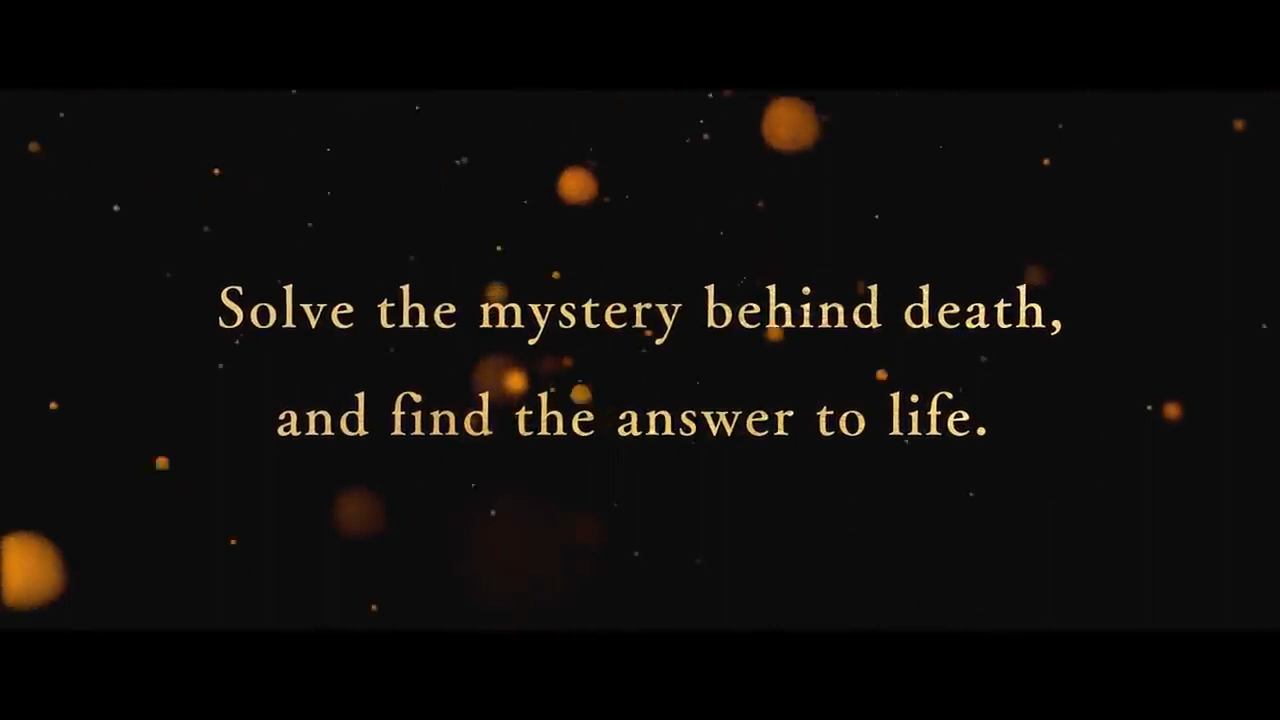 Solve the mystery behind death,
and find the answer to life.